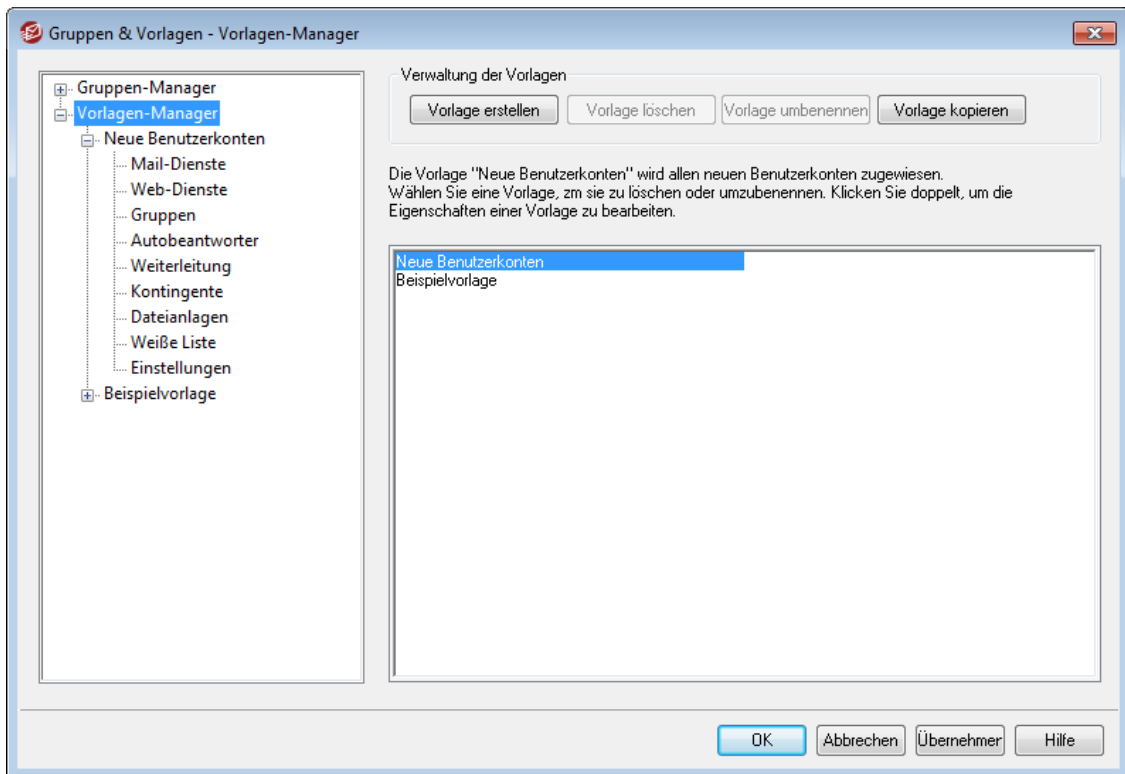 Gruppen & Vorlagen - Vorlagen-Manager
Gruppen-Manager
Vorlagen-Manager
Neue Benutzerkonten
Mail-Dienste
Web-Dienste
Gruppen
Autobeantworter
Weiterleitung
Kontingente
Dateianlagen
Weiße Liste
Einstellungen
Beispielvorlage
Verwaltung der Vorlagen
Vorlage erstellen
Vorlage löschen
Vorlage umbenennen
Vorlage kopieren
Die Vorlage "Neue Benutzerkonten" wird allen neuen Benutzerkonten zugewiesen.
Wählen Sie eine Vorlage, zm sie zu löschen oder umzubenennen. Klicken Sie doppelt, um die
Eigenschaften einer Vorlage zu bearbeiten.
Neue Benutzerkonten
Beispielvorlage
OK
Abbrechen
Übernehmer
Hilfe